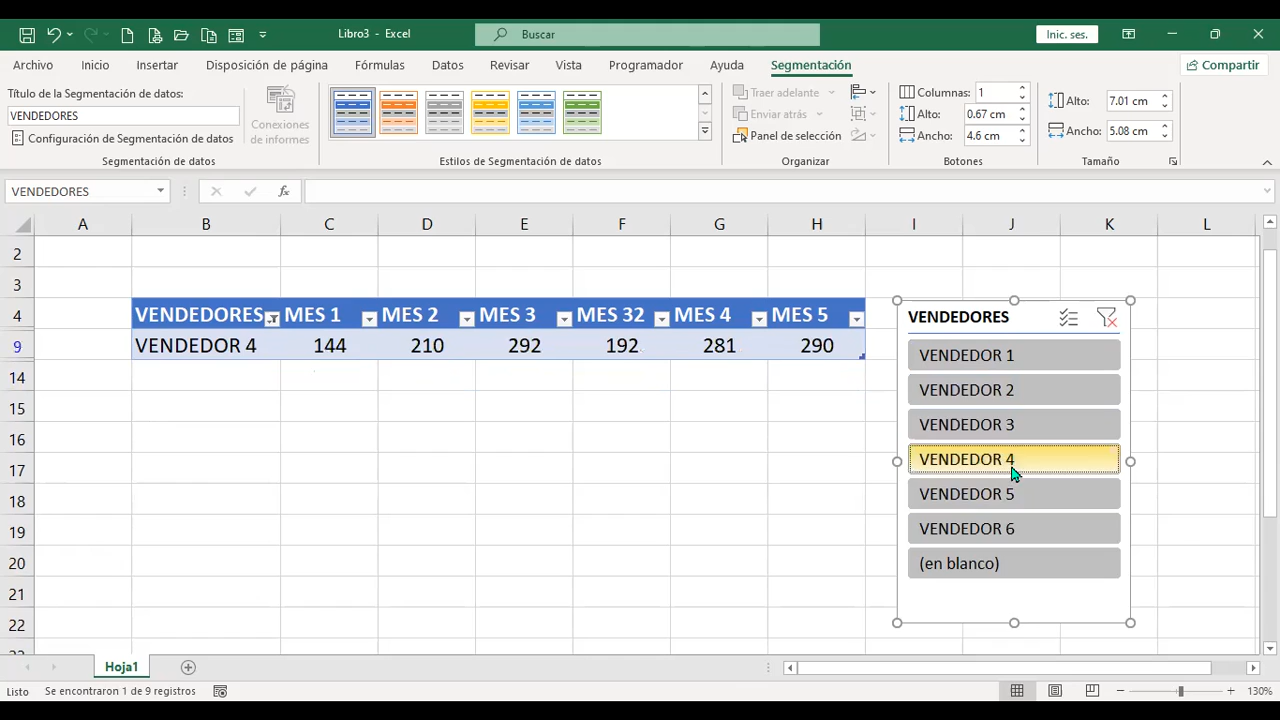 Libro3 - Excel
Buscar
Inic. ses.
Archivo Inicio Insertar Disposición de página Fórmulas Datos Revisar Vista Programador Ayuda Segmentación Compartir
Título de la Segmentación de datos:
VENDEDORES
Configuración de Segmentación de datos
Segmentación de datos
Conexiones
de informes
Estilos de Segmentación de datos
Traer adelante
Enviar atrás
Panel de selección
Organizar
Columnas: 1
Alto: 0.67 cm
Ancho: 4.6 cm
Botones
Alto: 7.01 cm
Ancho: 5.08 cm
Tamaño
VENDEDORES fx
A B C D E F G H I J K L
2
3
4 VENDEDORES MES 1 MES 2 MES 3 MES 32 MES 4 MES 5
9 VENDEDOR 4 144 210 292 192 281 290
14
15
16
17
18
19
20
21
22
VENDEDORES
VENDEDOR 1
VENDEDOR 2
VENDEDOR 3
VENDEDOR 4
VENDEDOR 5
VENDEDOR 6
(en blanco)
Hoja1
Listo Se encontraron 1 de 9 registros 130%